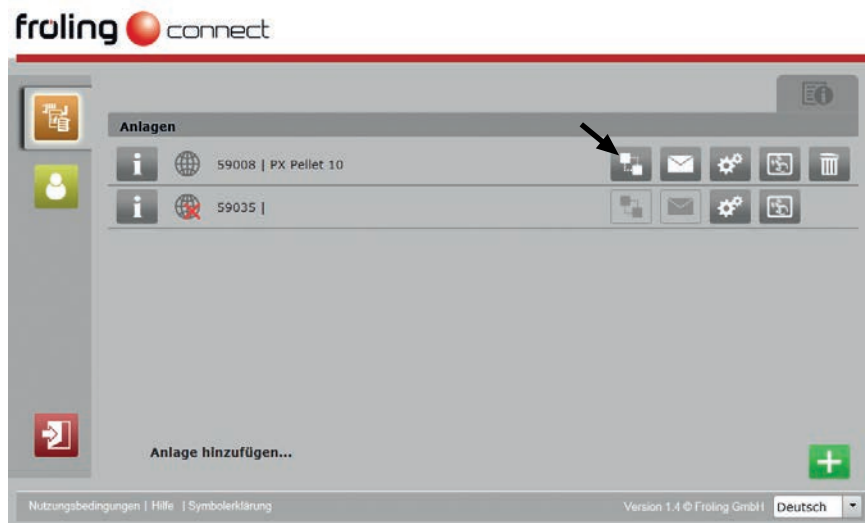 fröling connect
Anlagen
59008 | PX Pellet 10
59035 |
Anlage hinzufügen...
Nutzungsbedingungen | Hilfe | Symbolerklärung
Version 1.4 © Fröling GmbH Deutsch